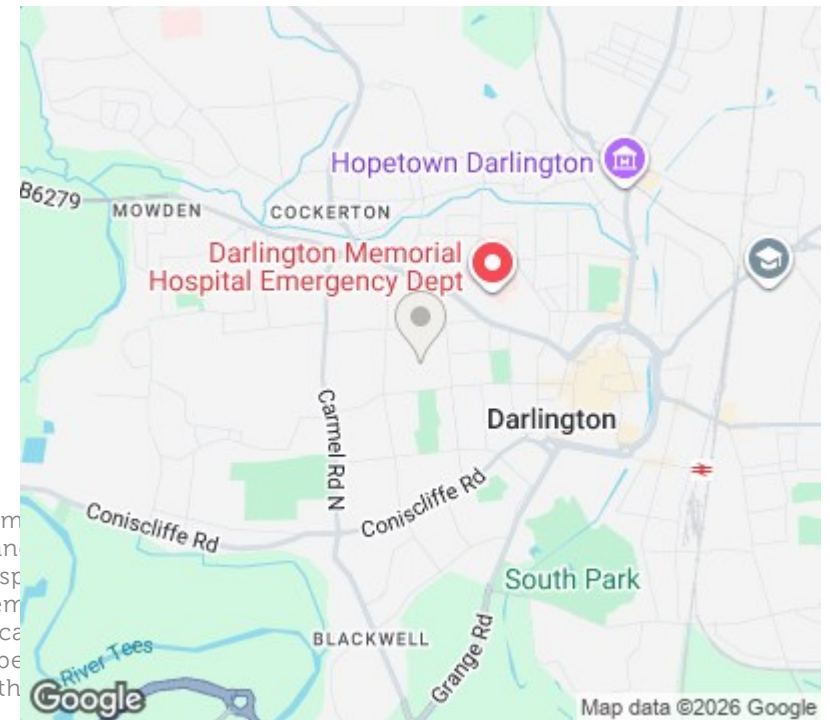 Hopetown Darlington
B6279
MOWDEN
COCKERTON
Darlington Memorial
Hospital Emergency Dept
Carmel Rd N
Darlington
Coniscliffe Rd
Coniscliffe Rd
South Park
BLACKWELL
Grange Rd
River Tees
Google
Map data ©2026 Google